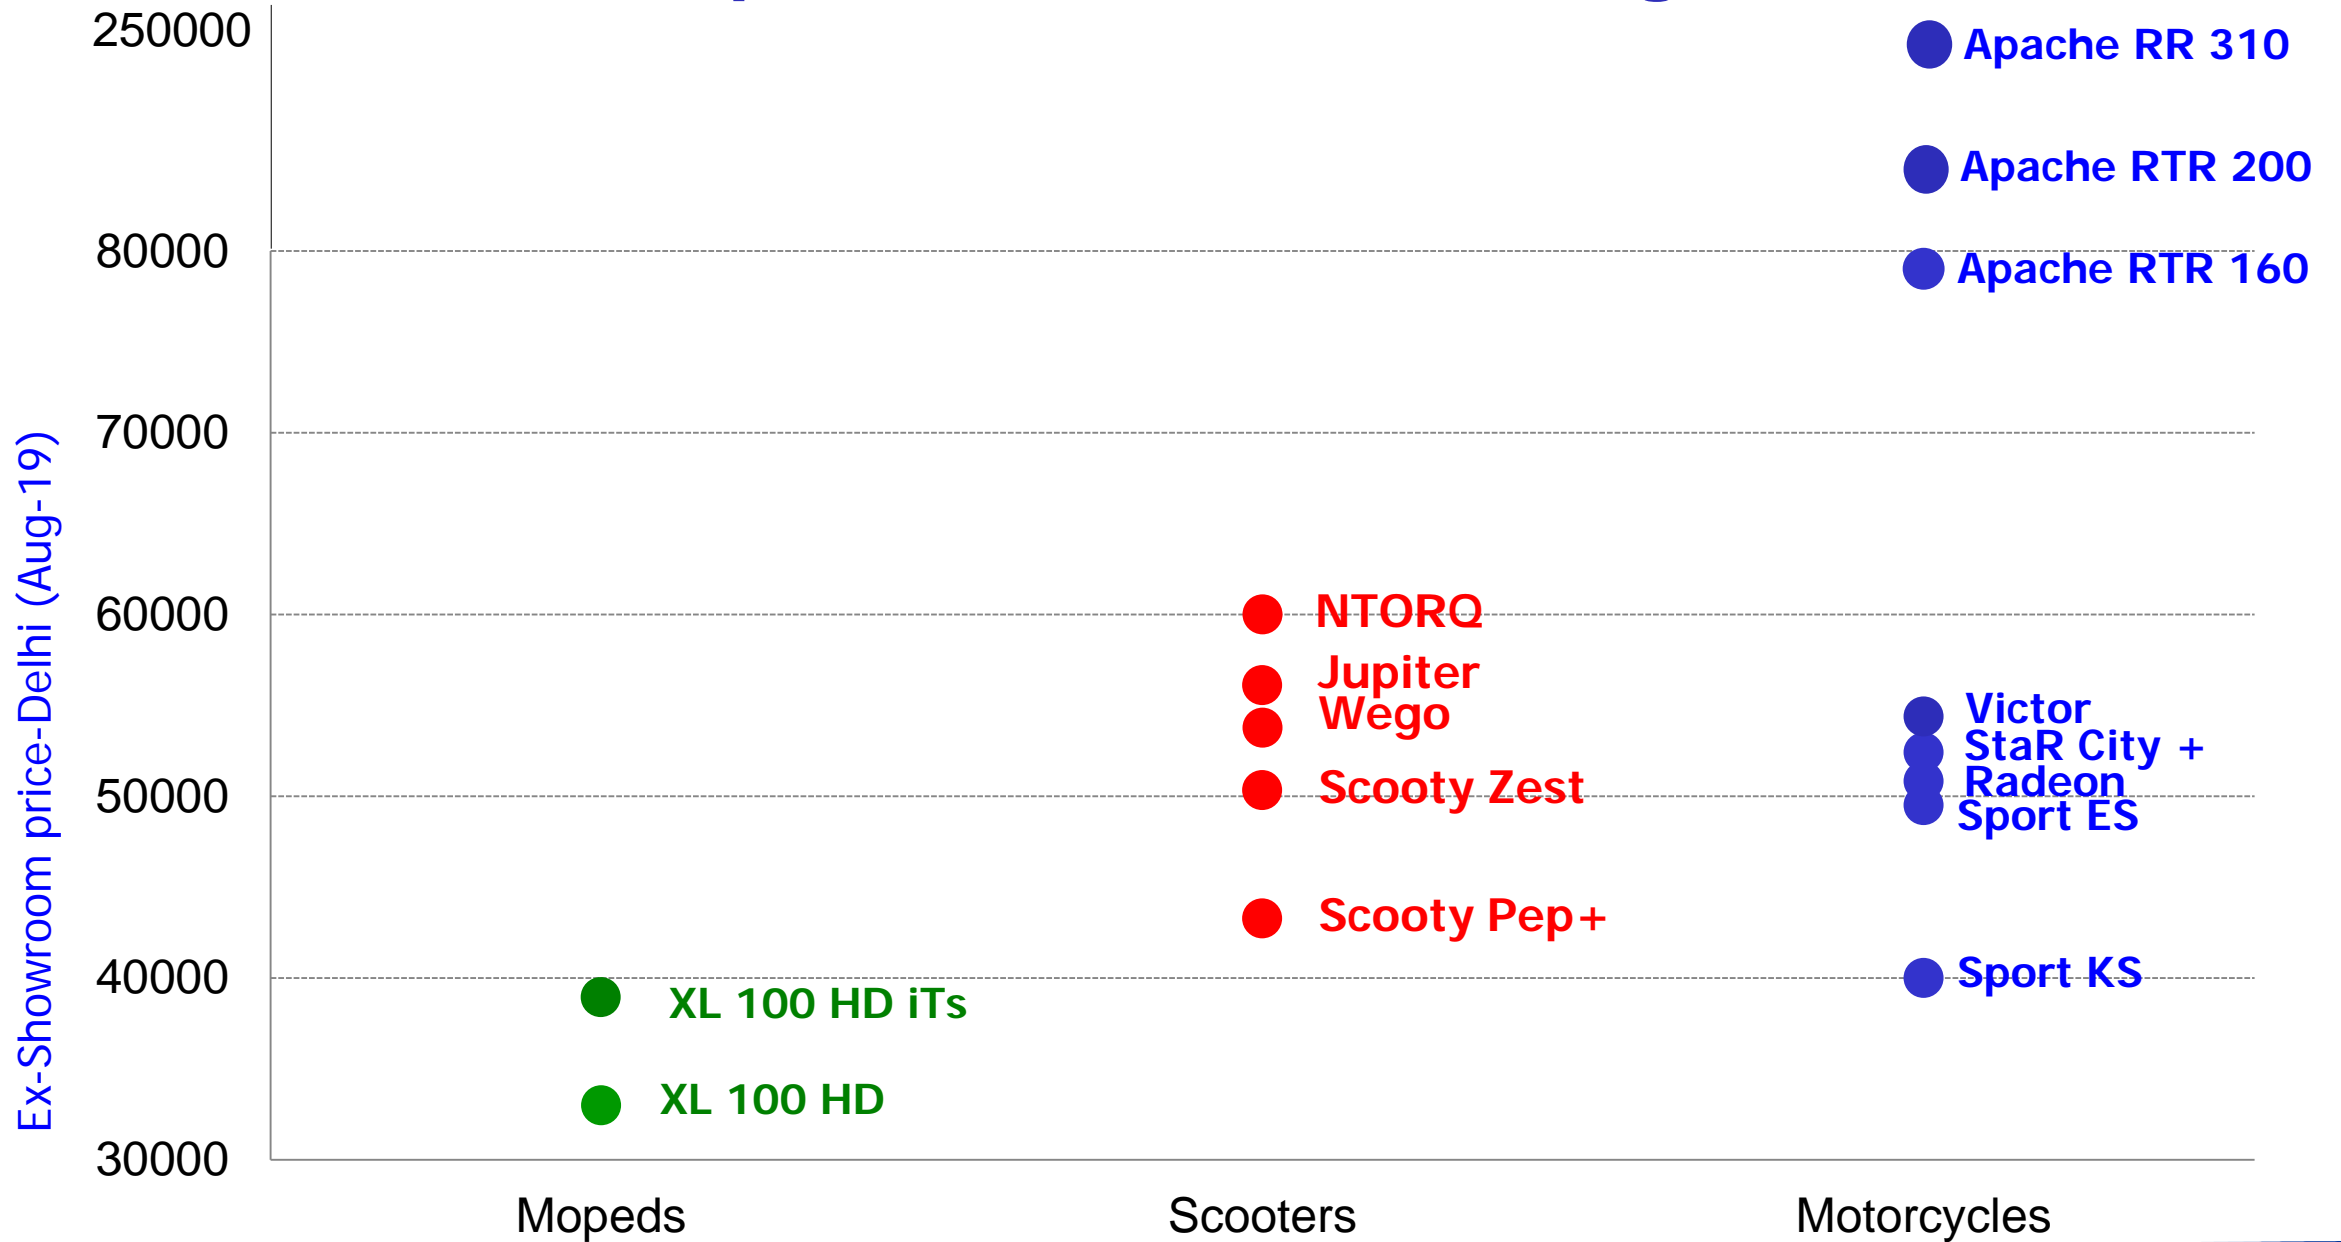 250000
Apache RR 310
Apache RTR 200
80000
Apache RTR 160
70000
Ex-Showroom price-Delhi (Aug-19)
60000
NTORQ
Jupiter
Wego
Victor
StaR City +
Radeon
50000
Scooty Zest
Sport ES
Scooty Pep+
40000
Sport KS
XL 100 HD iTs
XL 100 HD
30000
Mopeds
Scooters
Motorcycles